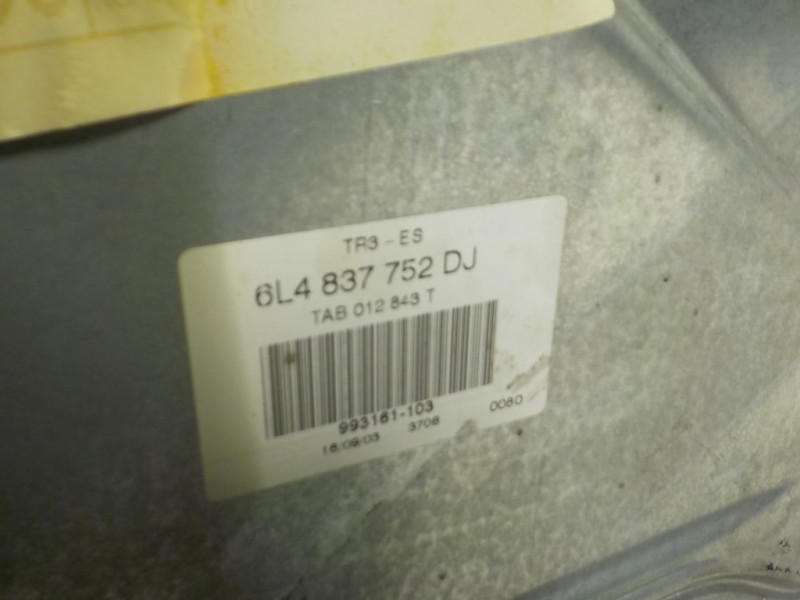 TR3 - ES
6L4 837 752 DJ
TAB 012 843 T
993161-103
16/09/03 3708 0080